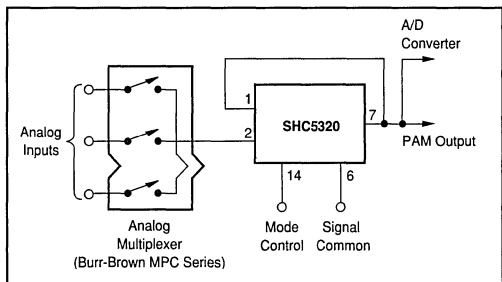 A/D
Converter
1
7
SHC5320
2
PAM Output
Analog
Inputs
14
6
Analog
Multiplexer
(Burr-Brown MPC Series)
Mode
Control
Signal
Common